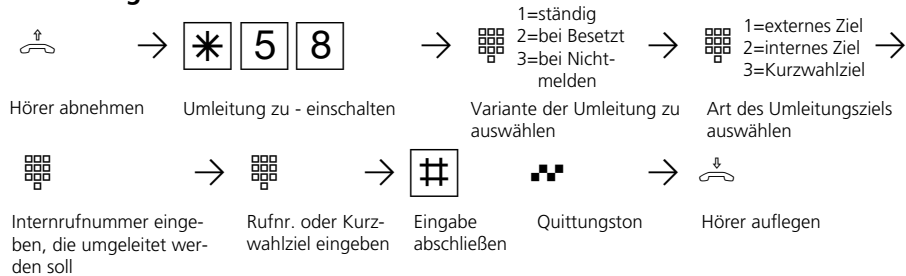 1=ständig
2=bei Besetzt
3=bei Nicht-
melden
1=externes Ziel
2=internes Ziel
3=Kurzwahlziel
* 5 8
Hörer abnehmen
Umleitung zu - einschalten
Variante der Umleitung zu
auswählen
Art des Umleitungsziels
auswählen
#
Internrufnummer einge-
ben, die umgeleitet wer-
den soll
Rufnr. oder Kurz-
wahlziel eingeben
Eingabe
abschließen
Quittungston
Hörer auflegen